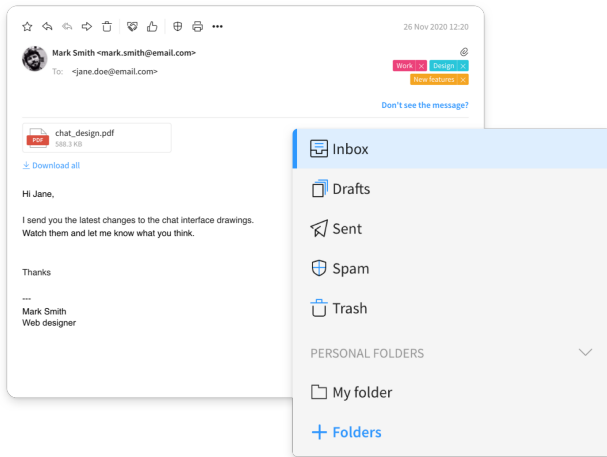 26 Nov 2020 12:20
Mark Smith <mark.smith@email.com>
To: <jane.doe@email.com>
Work × Design ×
New features ×
Don't see the message?
PDF
chat_design.pdf
588.3 KB
Download all
Hi Jane,
I send you the latest changes to the chat interface drawings.
Watch them and let me know what you think.
Thanks
---
Mark Smith
Web designer
Inbox
Drafts
Sent
Spam
Trash
PERSONAL FOLDERS
My folder
+ Folders